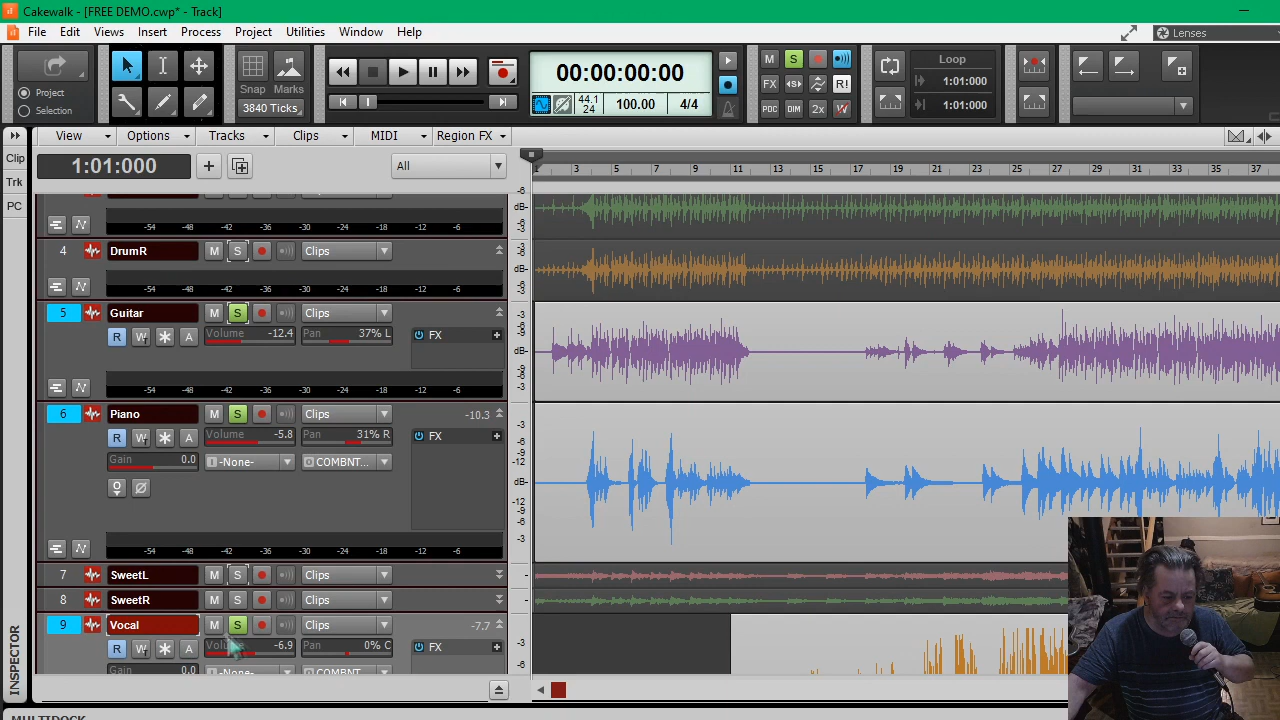 Cakewalk - [FREE DEMO.cwp* - Track]
File Edit Views Insert Process Project Utilities Window Help
Lenses
Project
Selection
Snap Marks
3840 Ticks
00:00:00:00
44.1
24
100.00 4/4
M S
FX R!
PDC DIM 2x
Loop
1:01:000
1:01:000
View Options Tracks Clips MIDI Region FX
Clip
Trk
PC
INSPECTOR
1:01:000
All
1 3 5 7 9 11 13 15 17 19 21 23 25 27 29 31 33 35 37
-54 -48 -42 -36 -30 -24 -18 -12 -6
4 DrumR M S Clips
-54 -48 -42 -36 -30 -24 -18 -12 -6
5 Guitar M S Clips
R W A Volume -12.4 Pan 37% L FX
-54 -48 -42 -36 -30 -24 -18 -12 -6
6 Piano M S Clips -10.3
R W A Volume -5.8 Pan 31% R FX
Gain 0.0 -None- COMBNT...
-54 -48 -42 -36 -30 -24 -18 -12 -6
7 SweetL M S Clips
8 SweetR M S Clips
9 Vocal M S Clips -7.7
R W A Volume -6.9 Pan 0% C FX
Gain 0.0 -None- COMBNT...
MULTIDOCK